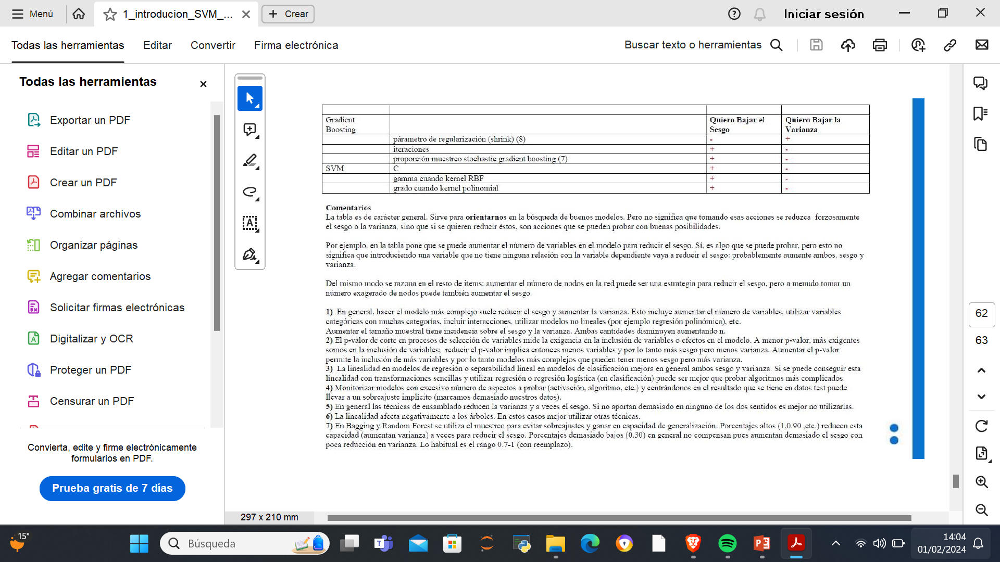 Menú
1_introducion_SVM_...
Crear
Iniciar sesión
Todas las herramientas
Editar
Convertir
Firma electrónica
Buscar texto o herramientas
Todas las herramientas
Exportar un PDF
Editar un PDF
Crear un PDF
Combinar archivos
Organizar páginas
Agregar comentarios
Solicitar firmas electrónicas
Digitalizar y OCR
Proteger un PDF
Censurar un PDF
Convierta, edite y firme electrónicamente
formularios en PDF.
Prueba gratis de 7 días
Gradient Boosting Quiero Bajar el Sesgo Quiero Bajar la Varianza
párametro de regularización (shrink) (8) - +
iteraciones + -
proporción muestreo stochastic gradient boosting (7) + -
SVM C + -
gamma cuando kernel RBF + -
grado cuando kernel polinomial + -
Comentarios
La tabla es de carácter general. Sirve para orientarnos en la búsqueda de buenos modelos. Pero no significa que tomando esas acciones se reduzca forzosamente
el sesgo o la varianza, sino que si se quieren reducir éstos, son acciones que se pueden probar con buenas posibilidades.
Por ejemplo, en la tabla pone que se puede aumentar el número de variables en el modelo para reducir el sesgo. Sí, es algo que se puede probar, pero esto no
significa que introduciendo una variable que no tiene ninguna relación con la variable dependiente vaya a reducir el sesgo: probablemente aumente ambos, sesgo y
varianza.
Del mismo modo se razona en el resto de items: aumentar el número de nodos en la red puede ser una estrategia para reducir el sesgo, pero a menudo tomar un
número exagerado de nodos puede también aumentar el sesgo.
1) En general, hacer el modelo más complejo suele reducir el sesgo y aumentar la varianza. Esto incluye aumentar el número de variables, utilizar variables
categóricas con muchas categorías, incluir interacciones, utilizar modelos no lineales (por ejemplo regresión polinómica), etc.
Aumentar el tamaño muestral tiene incidencia sobre el sesgo y la varianza. Ambas cantidades disminuyen aumentando n.
2) El p-valor de corte en procesos de selección de variables mide la exigencia en la inclusión de variables o efectos en el modelo. A menor p-valor, más exigentes
somos en la inclusión de variables; reducir el p-valor implica entonces menos variables y por lo tanto más sesgo pero menos varianza. Aumentar el p-valor
permite la inclusión de más variables y por lo tanto modelos más complejos que pueden tener menos sesgo pero más varianza.
3) La linealidad en modelos de regresión o separabilidad lineal en modelos de clasificación mejora en general ambos sesgo y varianza. Si se puede conseguir esta
linealidad con transformaciones sencillas y utilizar regresión o regresión logística (en clasificación) puede ser mejor que probar algoritmos más complicados.
4) Monitorizar modelos con excesivo número de aspectos a probar (activación, algoritmo, etc.) y centrándonos en el resultado que se tiene en datos test puede
llevar a un sobreajuste implícito (mareamos demasiado nuestros datos).
5) En general las técnicas de ensamblado reducen la varianza y a veces el sesgo. Si no aportan demasiado en ninguno de los dos sentidos es mejor no utilizarlas.
6) La linealidad afecta negativamente a los árboles. En estos casos mejor utilizar otras técnicas.
7) En Bagging y Random Forest se utiliza el muestreo para evitar sobreajustes y ganar en capacidad de generalización. Porcentajes altos (1,0.90 ,etc.) reducen esta
capacidad (aumentan varianza) a veces para reducir el sesgo. Porcentajes demasiado bajos (0.30) en general no compensan pues aumentan demasiado el sesgo con
poca reducción en varianza. Lo habitual es el rango 0.7-1 (con reemplazo).
62
63
297 x 210 mm
15°
Búsqueda
14:04
01/02/2024